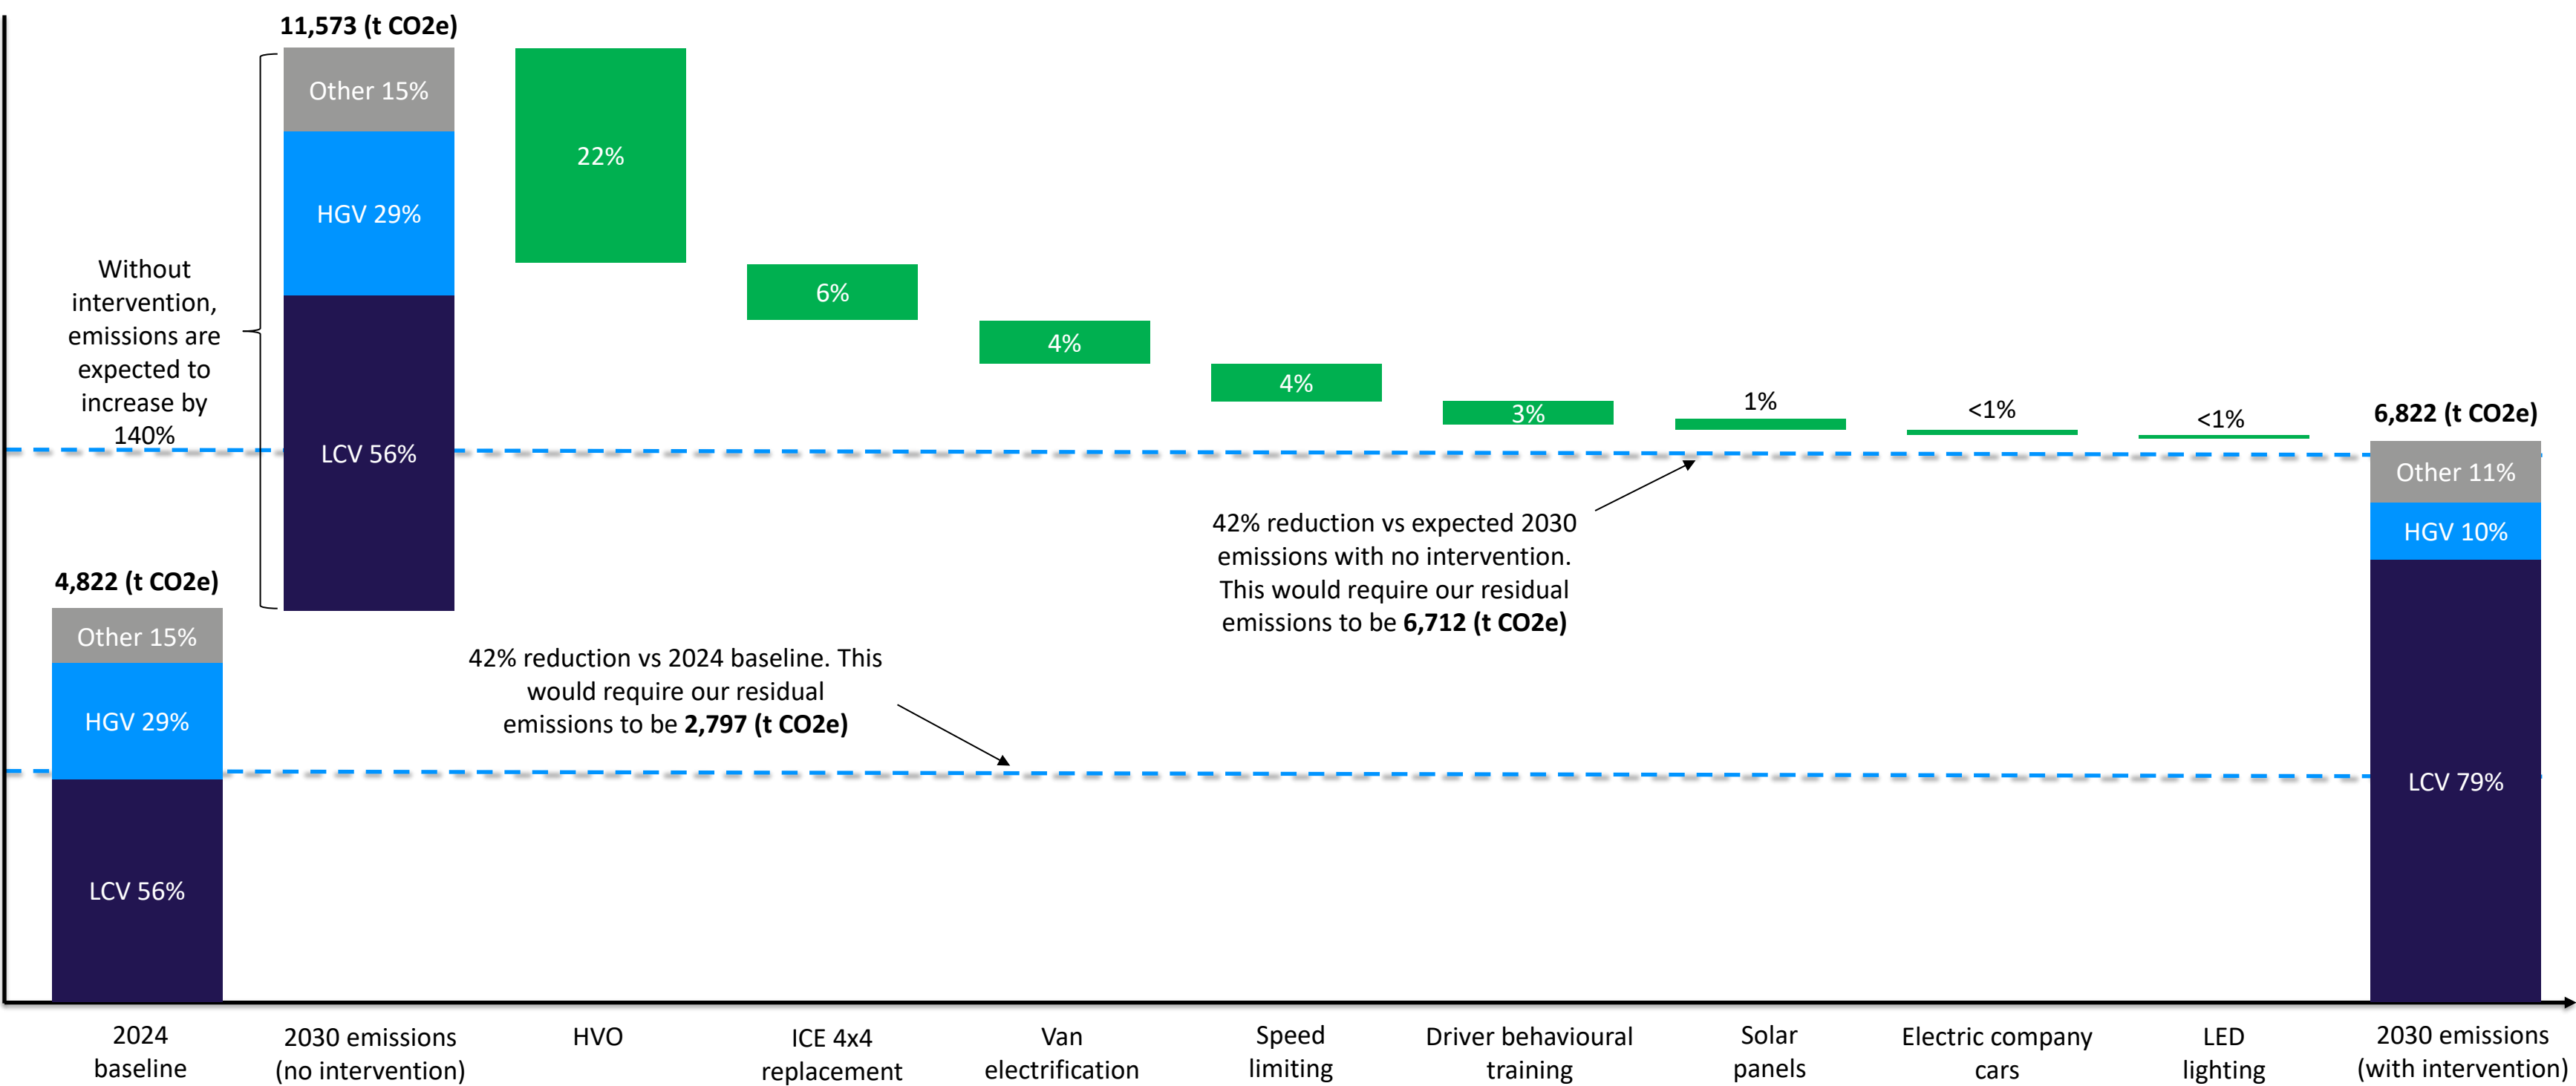 11,573 (t CO2e)
Other 15%
HGV 29%
LCV 56%
Without
intervention,
emissions are
expected to
increase by
140%
4,822 (t CO2e)
Other 15%
HGV 29%
LCV 56%
22%
6%
4%
4%
3%
1%
<1%
<1%
6,822 (t CO2e)
Other 11%
HGV 10%
LCV 79%
42% reduction vs expected 2030
emissions with no intervention.
This would require our residual
emissions to be 6,712 (t CO2e)
42% reduction vs 2024 baseline. This
would require our residual
emissions to be 2,797 (t CO2e)
2024
baseline
2030 emissions
(no intervention)
HVO
ICE 4x4
replacement
Van
electrification
Speed
limiting
Driver behavioural
training
Solar
panels
Electric company
cars
LED
lighting
2030 emissions
(with intervention)